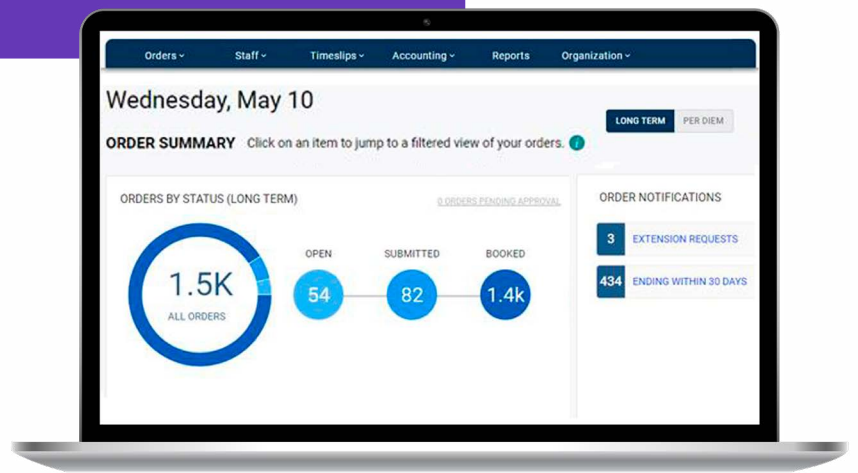 Orders Staff Timeslips Accounting Reports Organization
Wednesday, May 10
LONG TERM PER DIEM
ORDER SUMMARY Click on an item to jump to a filtered view of your orders. i
ORDERS BY STATUS (LONG TERM) 0 ORDERS PENDING APPROVAL
1.5K
ALL ORDERS
OPEN SUBMITTED BOOKED
54 82 1.4k
ORDER NOTIFICATIONS
3 EXTENSION REQUESTS
434 ENDING WITHIN 30 DAYS